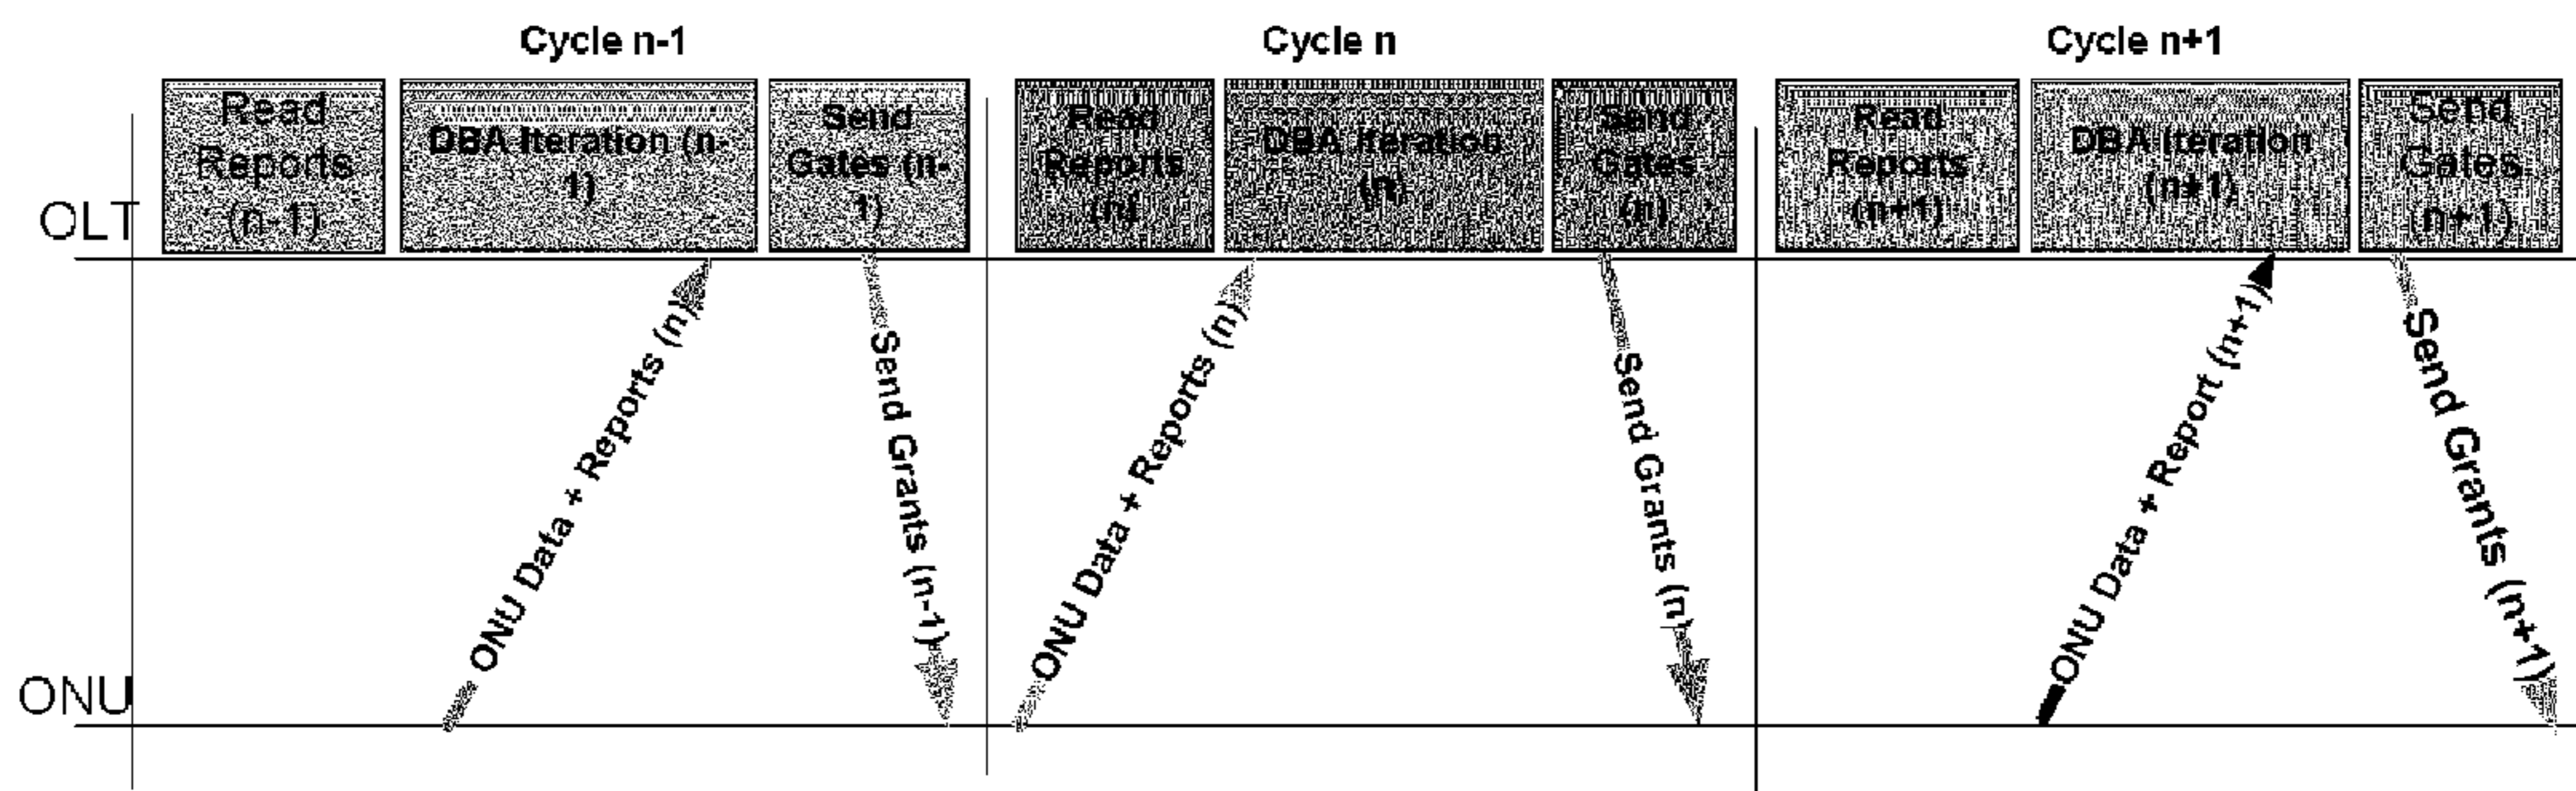 Cycle n-1
Cycle n
Cycle n+1
Read
Reports
(n-1)
DBA Iteration (n-
1)
Send
Gates (n-
1)
Read
Reports
(n)
DBA Iteration
(n)
Send
Gates
(n)
Read
Reports
(n+1)
DBA Iteration
(n+1)
Send
Gates
(n+1)
OLT
ONU Data + Reports (n)
Send Grants (n-1)
ONU Data + Reports (n)
Send Grants (n)
ONU Data + Report (n+1)
Send Grants (n+1)
ONU